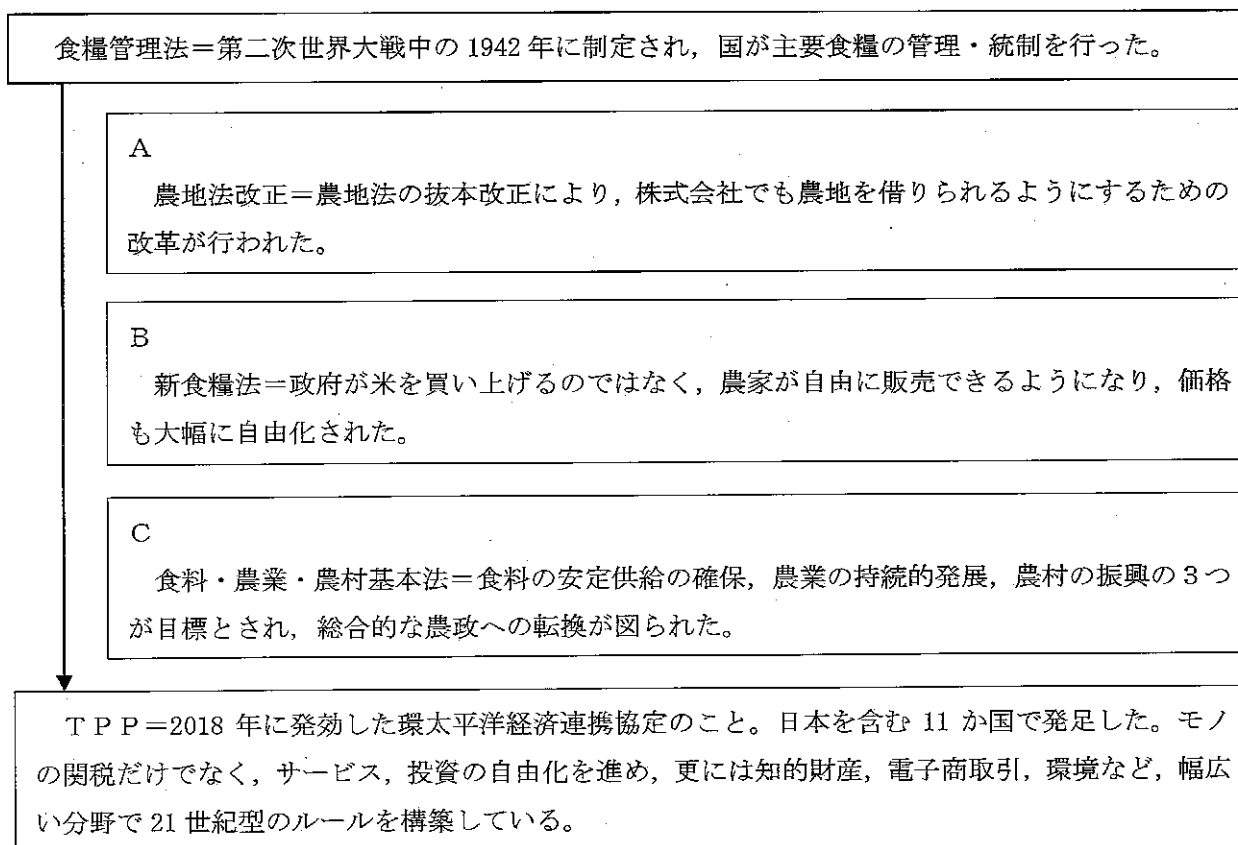 食糧管理法＝第二次世界大戦中の 1942 年に制定され，国が主要食糧の管理・統制を行った。
A
農地法改正＝農地法の抜本改正により，株式会社でも農地を借りられるようにするための
改革が行われた。
B
新食糧法＝政府が米を買い上げるのではなく，農家が自由に販売できるようになり，価格
も大幅に自由化された。
C
食料・農業・農村基本法＝食料の安定供給の確保，農業の持続的発展，農村の振興の３つ
が目標とされ，総合的な農政への転換が図られた。
ＴＰＰ＝2018 年に発効した環太平洋経済連携協定のこと。日本を含む 11 か国で発足した。モノ
の関税だけでなく，サービス，投資の自由化を進め，更には知的財産，電子商取引，環境など，幅広
い分野で 21 世紀型のルールを構築している。